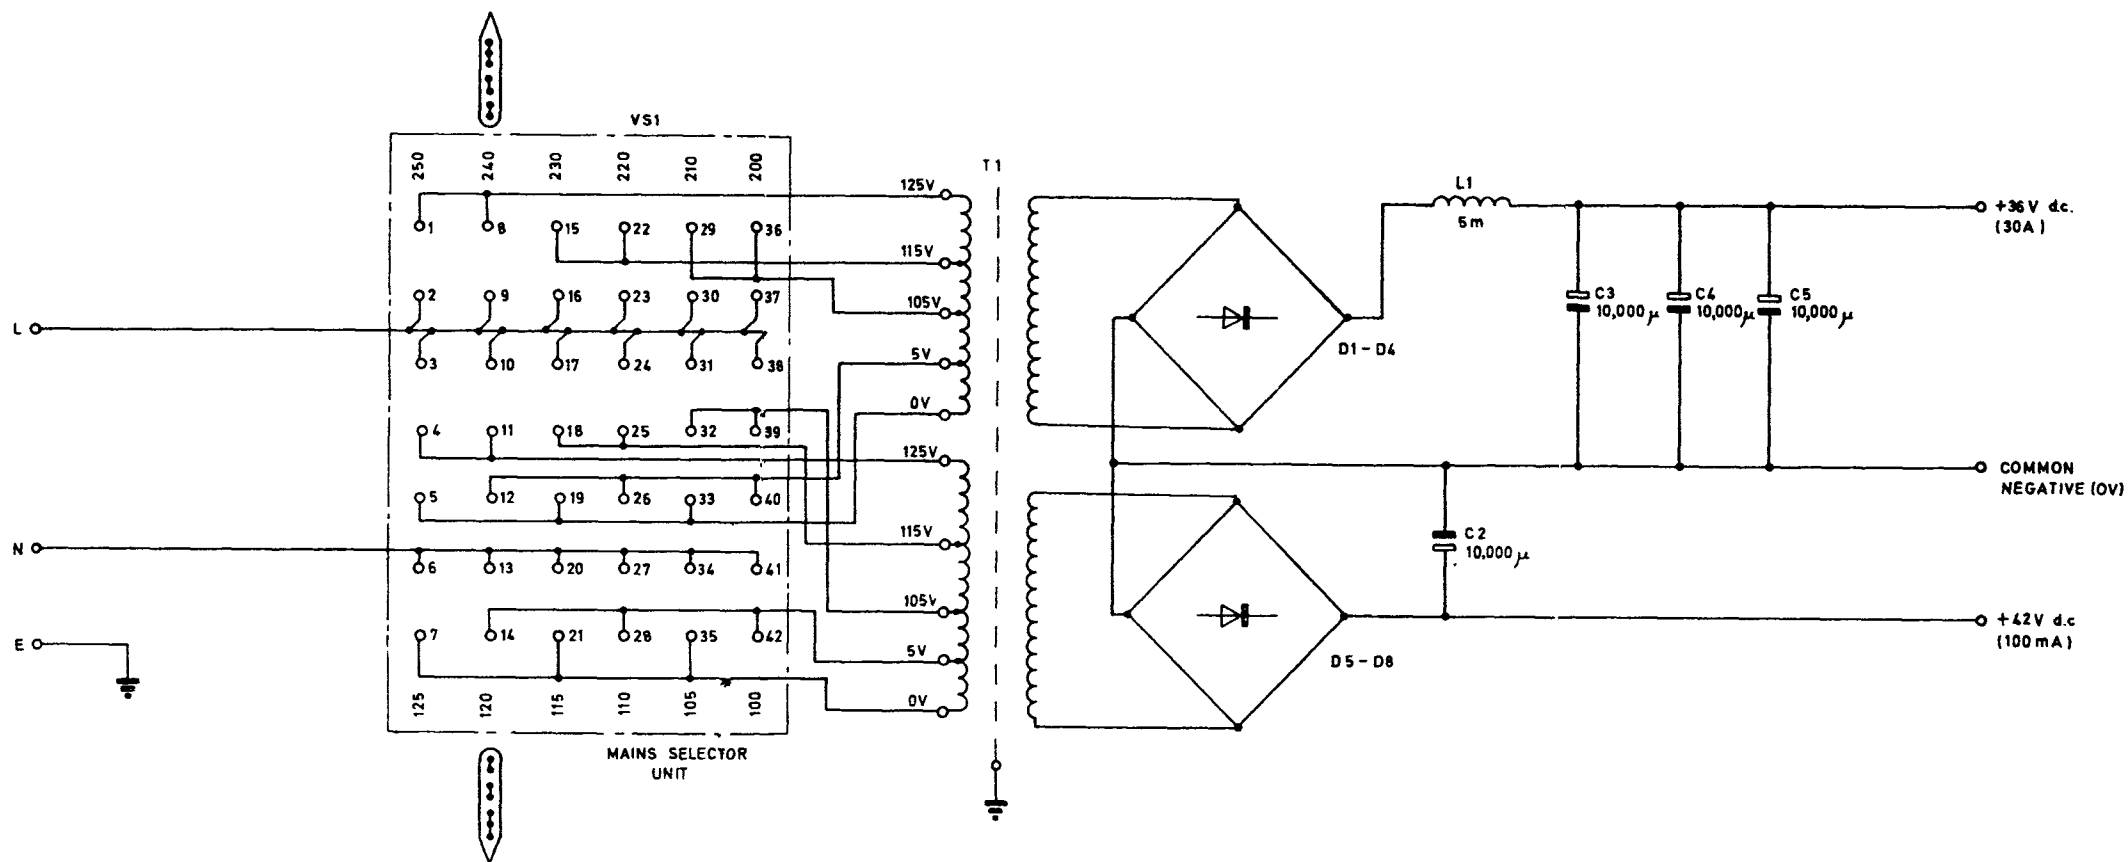 VS1
250 240 230 220 210 200
T1
125V
115V
105V
5V
0V
125V
115V
105V
5V
0V
1 8 15 22 29 36
2 9 16 23 30 37
L
3 10 17 24 31 38
4 11 18 25 32 39
5 12 19 26 33 40
N
6 13 20 27 34 41
7 14 21 28 35 42
E
125 120 115 110 105 100
MAINS SELECTOR
UNIT
D1-D4
D5-D8
L1
5m
C3
10,000μ
C4
10,000μ
C5
10,000μ
C2
10,000μ
+36V d.c.
(30A)
COMMON
NEGATIVE (0V)
+42V d.c
(100mA)